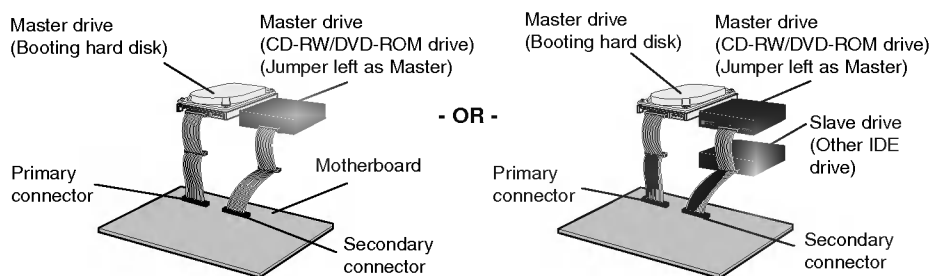 Master drive
(Booting hard disk)
Master drive
(CD-RW/DVD-ROM drive)
(Jumper left as Master)
Primary
connector
Motherboard
Secondary
connector
- OR -
Master drive
(Booting hard disk)
Master drive
(CD-RW/DVD-ROM drive)
(Jumper left as Master)
Slave drive
(Other IDE
drive)
Primary
connector
Secondary
connector